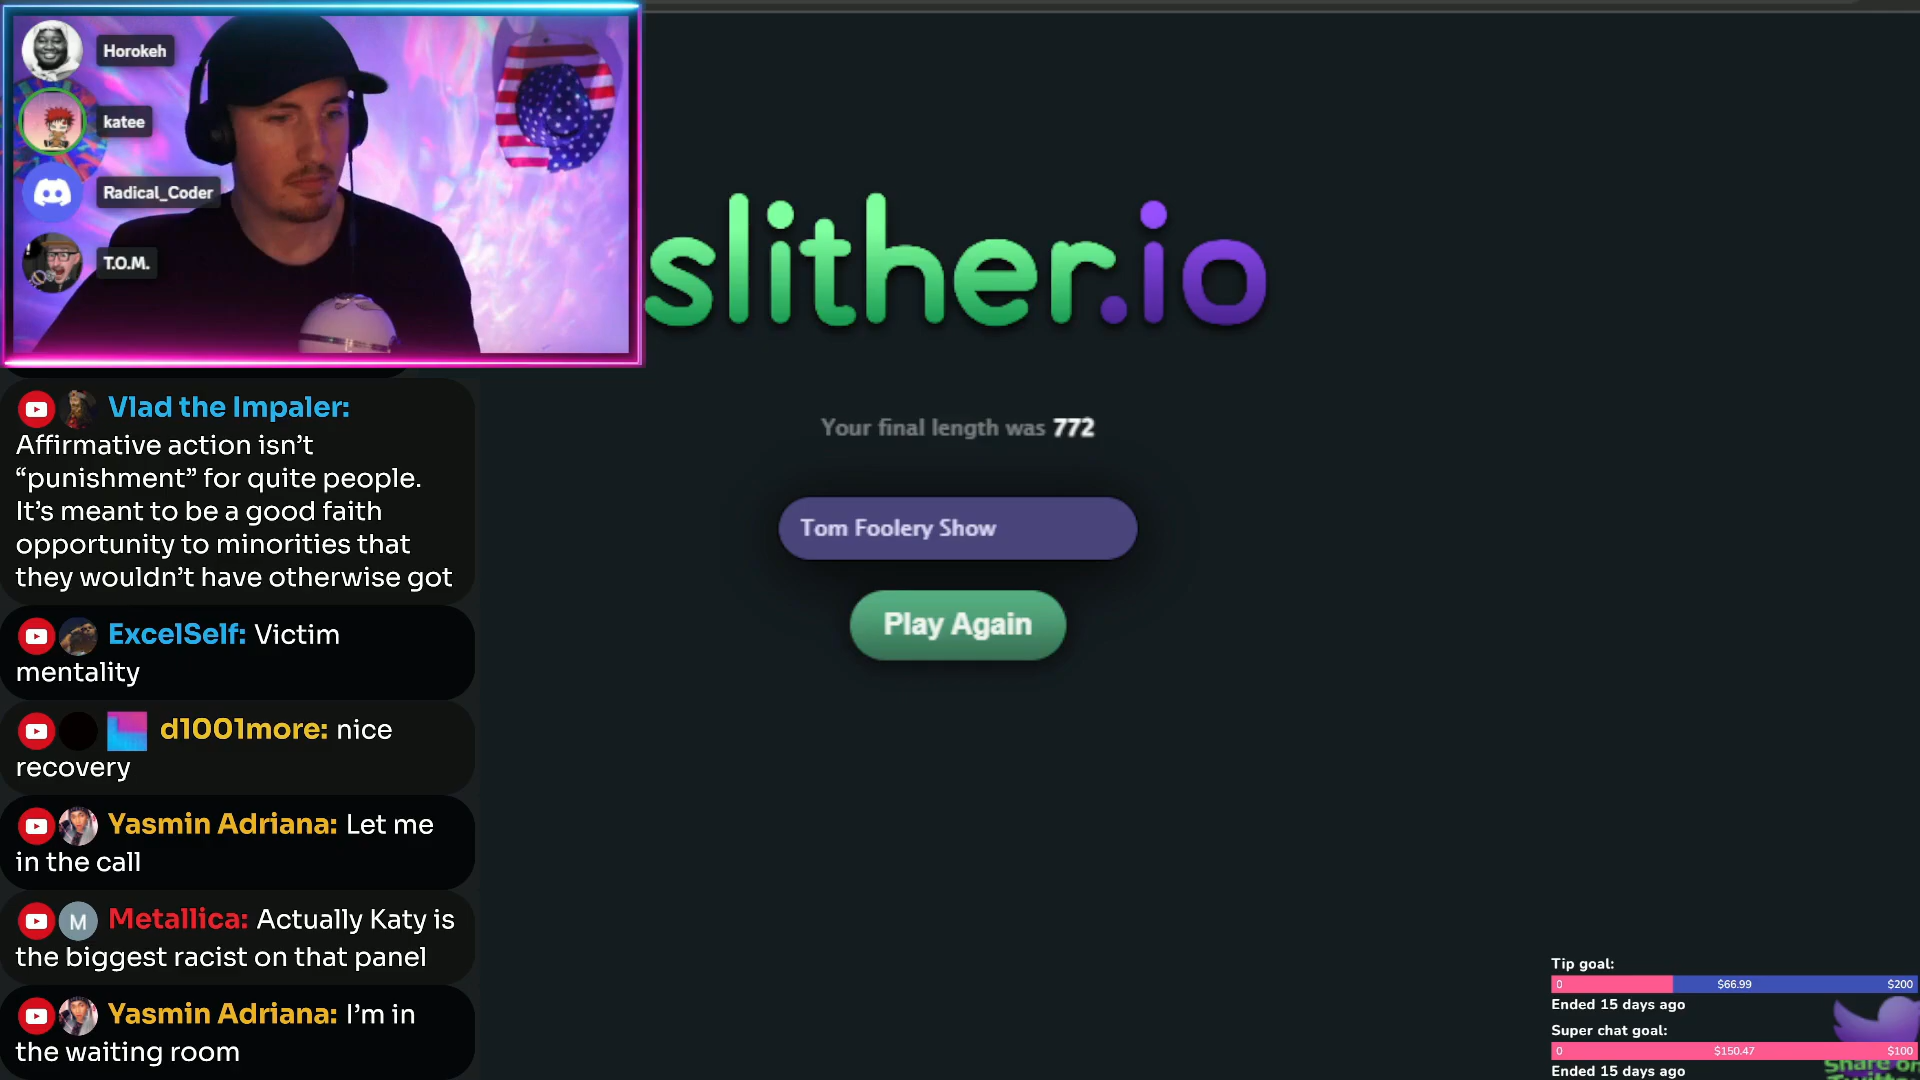 Horokeh
katee
Radical_Coder
T.O.M.
slither.io
Your final length was 772
Tom Foolery Show
Play Again
Vlad the Impaler:
Affirmative action isn’t
“punishment” for quite people.
It’s meant to be a good faith
opportunity to minorities that
they wouldn’t have otherwise got
ExcelSelf: Victim
mentality
d1001more: nice
recovery
Yasmin Adriana: Let me
in the call
M Metallica: Actually Katy is
the biggest racist on that panel
Yasmin Adriana: I’m in
the waiting room
Tip goal:
0 $66.99 $200
Ended 15 days ago
Super chat goal:
0 $150.47 $100
Ended 15 days ago
Share on